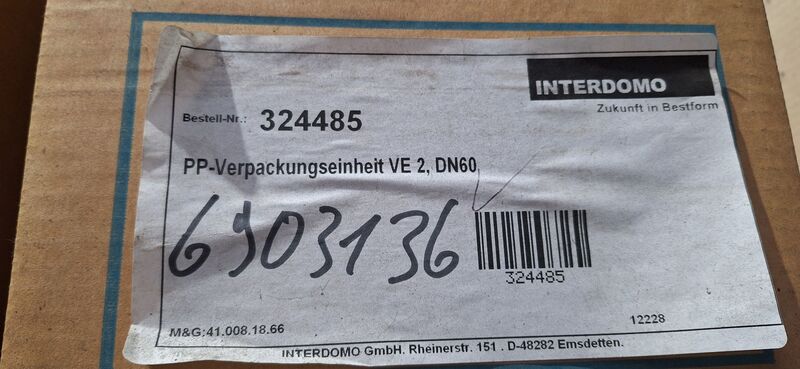 INTERDOMO
Zukunft in Bestform
Bestell-Nr.: 324485
PP-Verpackungseinheit VE 2, DN60
6903136
324485
M&G:41.008.18.66
12228
INTERDOMO GmbH. Rheinerstr. 151 . D-48282 Emsdetten.